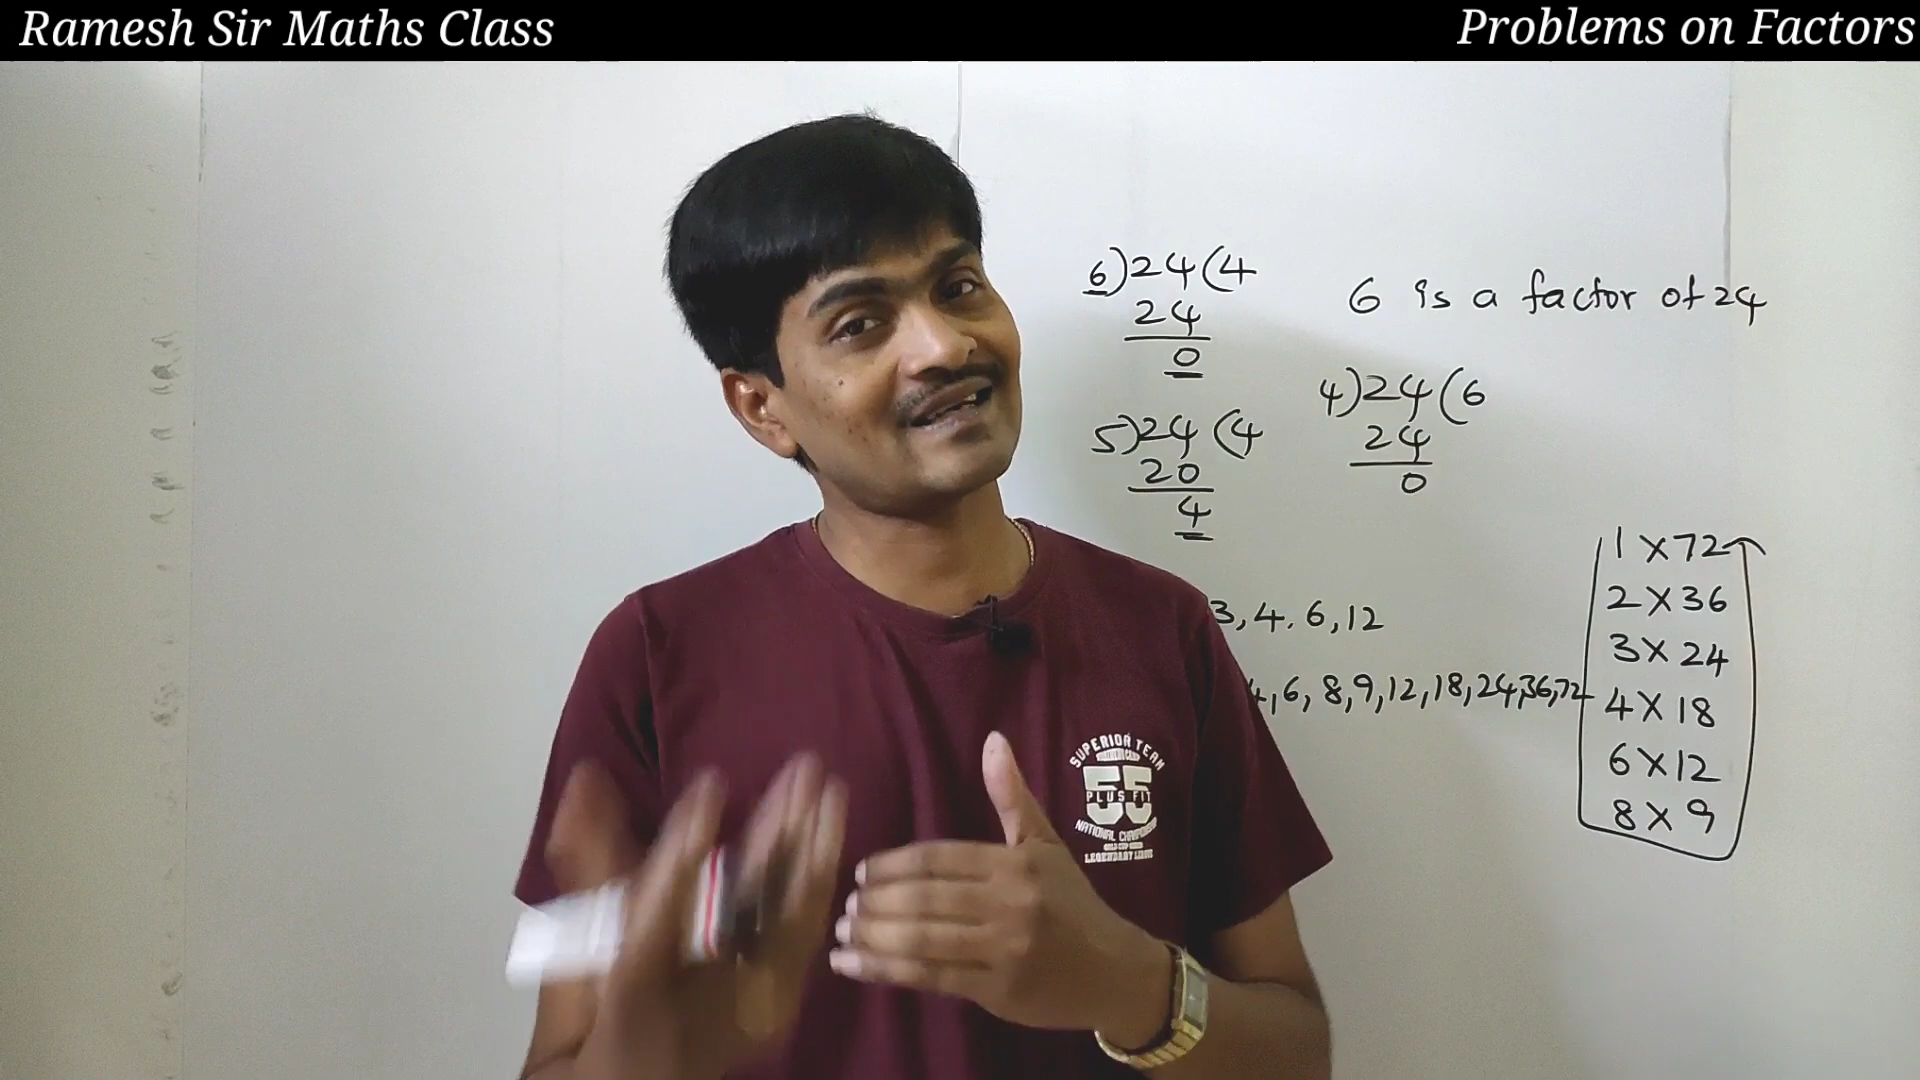 Ramesh Sir Maths Class
Problems on Factors
6)24(4
24
0
6 is a factor of 24
4)24(6
24
0
5)24(4
20
4
3,4.6,12
4,6,8,9,12,18,24,36,72
1×72
2×36
3×24
4×18
6×12
8×9
SUPERIOR TEAM
55
PLUS FIT
NATIONAL CHAMPIONSHIP
LEGENDARY